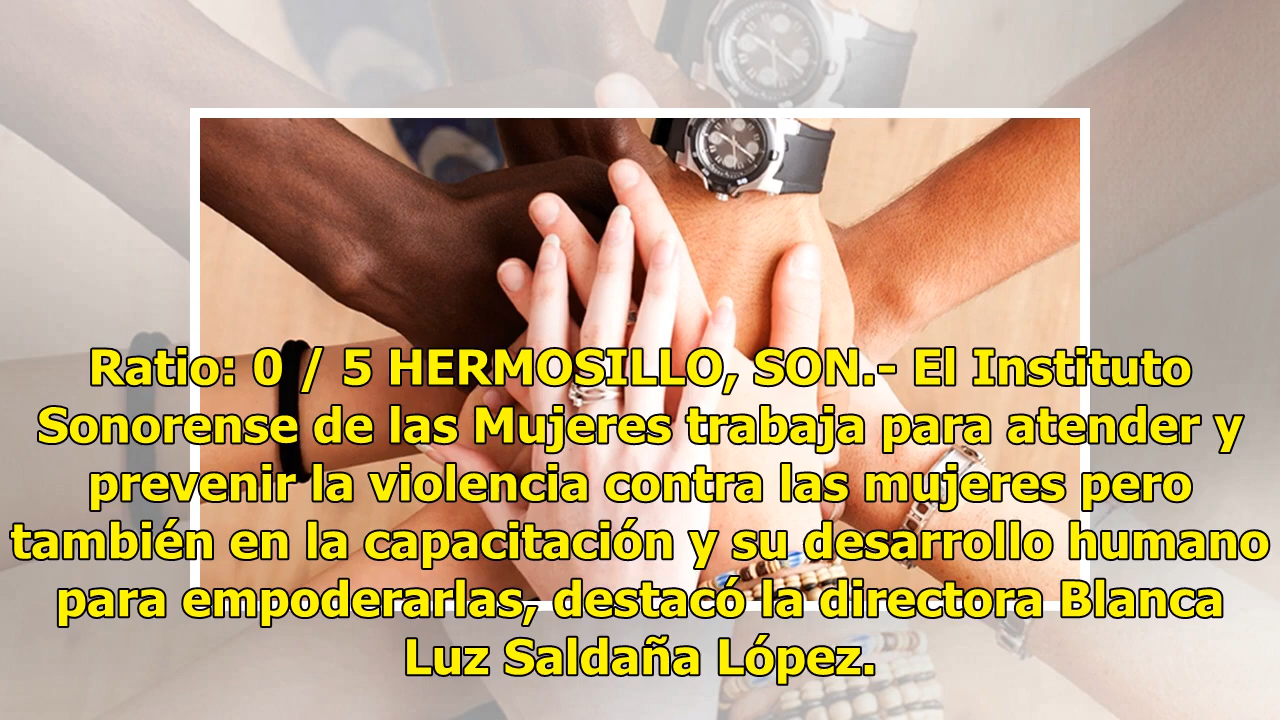 Ratio: 0 / 5 HERMOSILLO, SON.- El Instituto
Sonorense de las Mujeres trabaja para atender y
prevenir la violencia contra las mujeres pero
también en la capacitación y su desarrollo humano
para empoderarlas, destacó la directora Blanca
Luz Saldaña López.